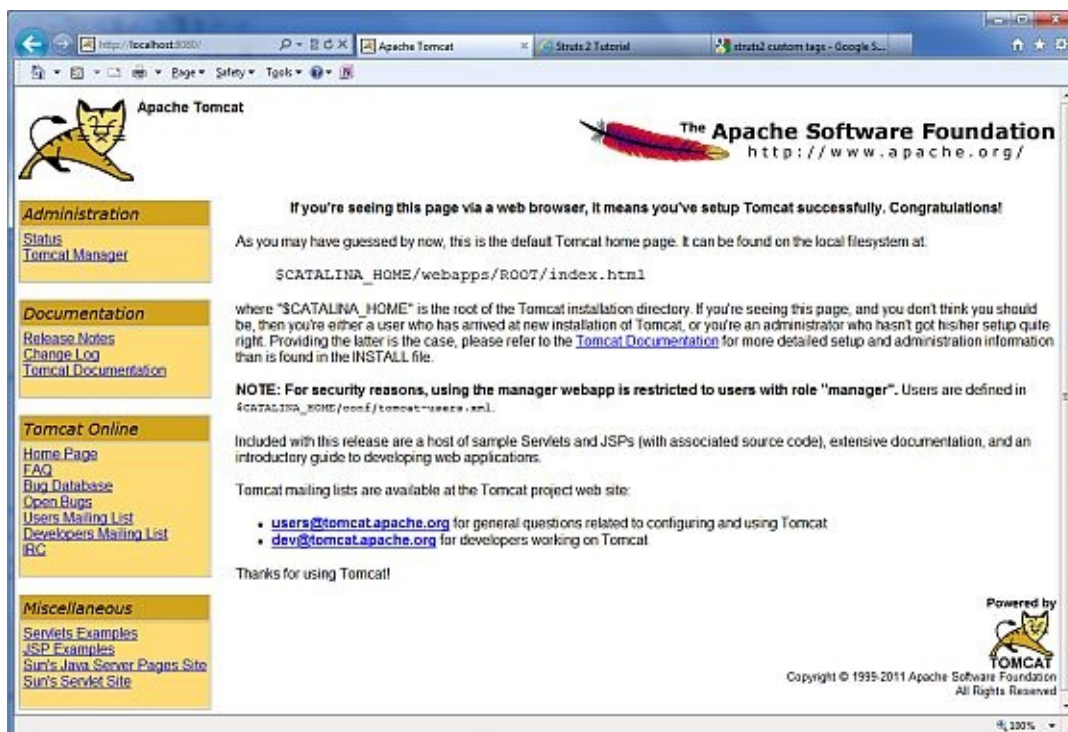 http://localhost:8080/
Apache Tomcat
Struts 2 Tutorial
struts2 custom tags - Google S...
Page
Safety
Tools
Apache Tomcat
The Apache Software Foundation
http://www.apache.org/
Administration
Status
Tomcat Manager
Documentation
Release Notes
Change Log
Tomcat Documentation
Tomcat Online
Home Page
FAQ
Bug Database
Open Bugs
Users Mailing List
Developers Mailing List
IRC
Miscellaneous
Servlets Examples
JSP Examples
Sun's Java Server Pages Site
Sun's Servlet Site
If you're seeing this page via a web browser, it means you've setup Tomcat successfully. Congratulations!
As you may have guessed by now, this is the default Tomcat home page. It can be found on the local filesystem at:
$CATALINA_HOME/webapps/ROOT/index.html
where "$CATALINA_HOME" is the root of the Tomcat installation directory. If you're seeing this page, and you don't think you should
be, then you're either a user who has arrived at new installation of Tomcat, or you're an administrator who hasn't got his/her setup quite
right. Providing the latter is the case, please refer to the Tomcat Documentation for more detailed setup and administration information
than is found in the INSTALL file.
NOTE: For security reasons, using the manager webapp is restricted to users with role "manager". Users are defined in
$CATALINA_HOME/conf/tomcat-users.xml.
Included with this release are a host of sample Servlets and JSPs (with associated source code), extensive documentation, and an
introductory guide to developing web applications.
Tomcat mailing lists are available at the Tomcat project web site:
• users@tomcat.apache.org for general questions related to configuring and using Tomcat
• dev@tomcat.apache.org for developers working on Tomcat
Thanks for using Tomcat!
Powered by
TOMCAT
Copyright © 1999-2011 Apache Software Foundation
All Rights Reserved
100%